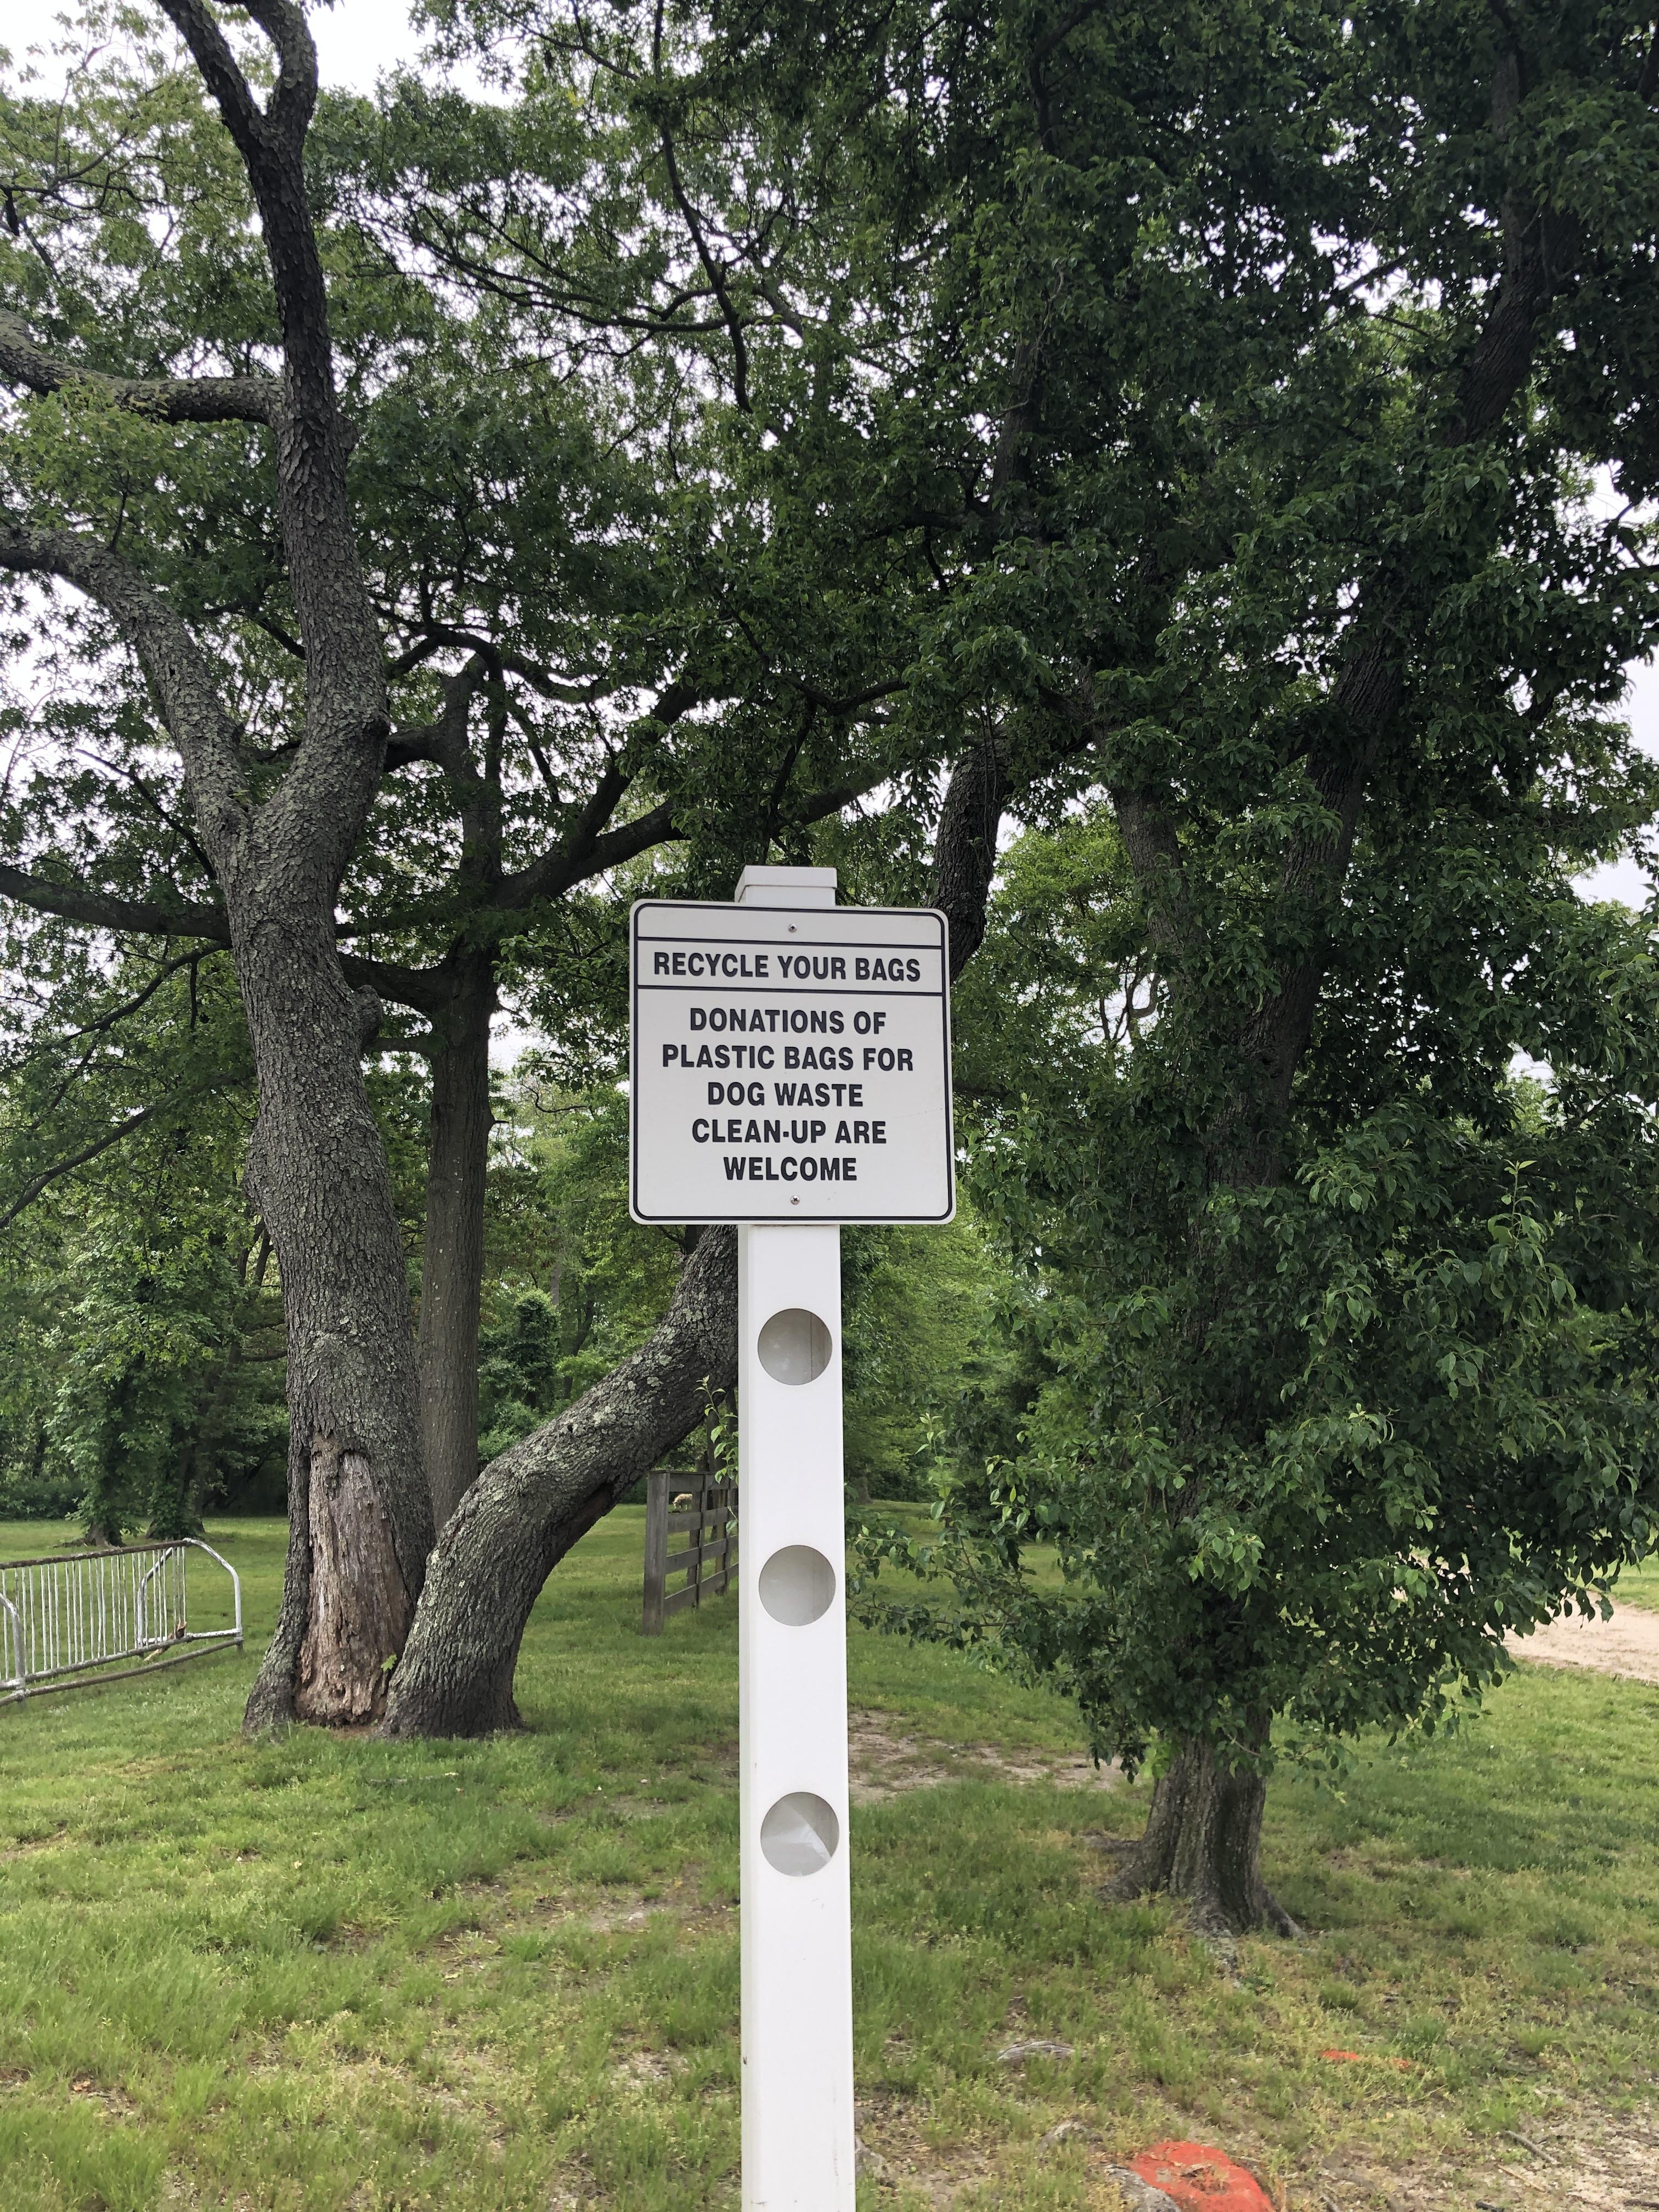 RECYCLE YOUR BAGS
DONATIONS OF
PLASTIC BAGS FOR
DOG WASTE
CLEAN-UP ARE
WELCOME